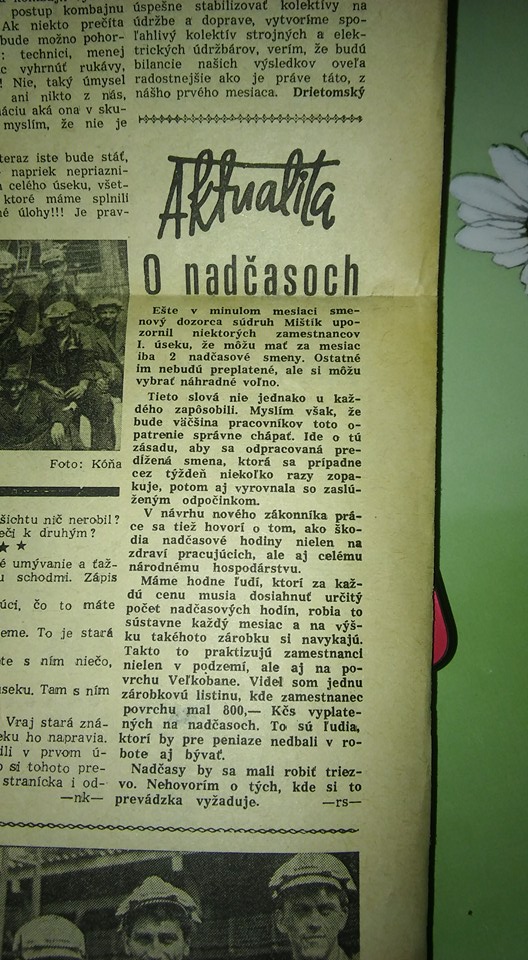 postup kombajnu
Ak niekto prečíta
bude možno pohor-
: technici, menej
c vyhrnúť rukávy,
! Nie, taký úmysel
ani nikto z nás,
áciu aká ona v sku-
myslím, že nie je
teraz iste bude stáť,
napriek nepriazni-
celého úseku, všet-
ktoré máme splnili
é úlohy!!! Je prav-
Foto: Kóňa
šichtu nič nerobil?
eči k druhým?
★ ★
é umývanie a ťaž-
u schodmi. Zápis
úci, čo to máte
eme. To je stará
te s ním niečo,
úseku. Tam s ním
Vraj stará zná-
eku ho napravia.
ili v prvom ú-
o si tohoto pre-
stranícka i od-
—nk—
úspešne stabilizovať kolektívy na
údržbe a doprave, vytvoríme spo-
ľahlivý kolektív strojných a elek-
trických údržbárov, verím, že budú
bilancie našich výsledkov oveľa
radostnejšie ako je práve táto, z
nášho prvého mesiaca. Drietomský
Aktualita
O nadčasoch
Ešte v minulom mesiaci sme-
nový dozorca súdruh Mištík upo-
zornil niektorých zamestnancov
I. úseku, že môžu mať za mesiac
iba 2 nadčasové smeny. Ostatné
im nebudú preplatené, ale si môžu
vybrať náhradné voľno.
Tieto slová nie jednako u kaž-
dého zapôsobili. Myslím však, že
bude väčšina pracovníkov toto o-
patrenie správne chápať. Ide o tú
zásadu, aby sa odpracovaná pre-
dĺžená smena, ktorá sa prípadne
cez týždeň niekoľko razy zopa-
kuje, potom aj vyrovnala so zaslú-
ženým odpočinkom.
V návrhu nového zákonníka prá-
ce sa tiež hovorí o tom, ako ško-
dia nadčasové hodiny nielen na
zdraví pracujúcich, ale aj celému
národnému hospodárstvu.
Máme hodne ľudí, ktorí za kaž-
dú cenu musia dosiahnuť určitý
počet nadčasových hodín, robia to
sústavne každý mesiac a na výš-
ku takéhoto zárobku si navykajú.
Takto to praktizujú zamestnanci
nielen v podzemí, ale aj na po-
vrchu Veľkobane. Videl som jednu
zárobkovú listinu, kde zamestnanec
povrchu mal 800,— Kčs vyplate-
ných na nadčasoch. To sú ľudia,
ktorí by pre peniaze nedbali v ro-
bote aj bývať.
Nadčasy by sa mali robiť triez-
vo. Nehovorím o tých, kde si to
prevádzka vyžaduje. —rs—